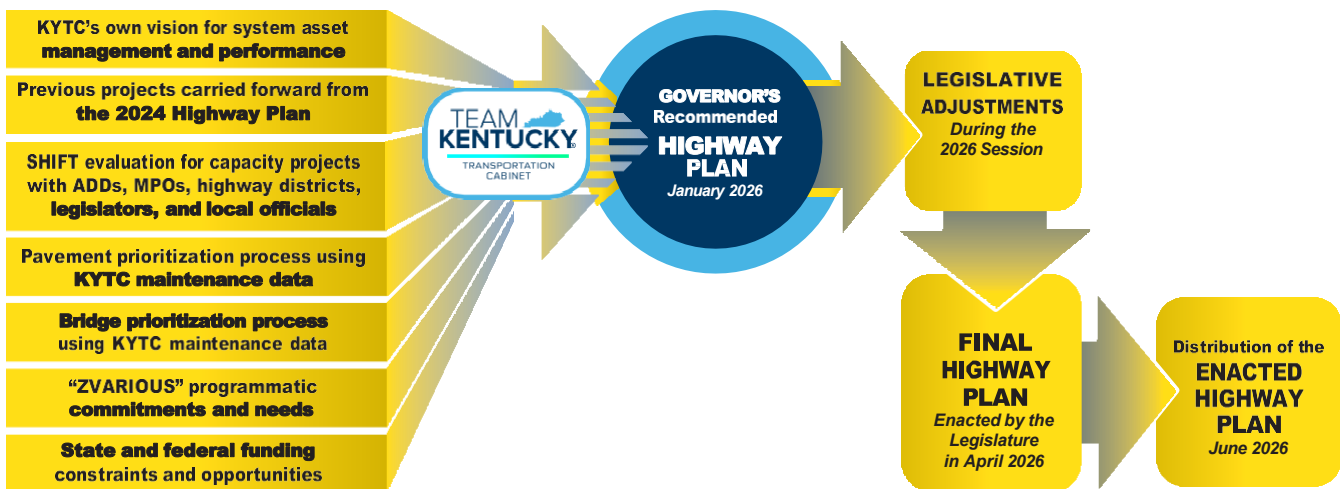 KYTC's own vision for system asset
management and performance
Previous projects carried forward from
the 2024 Highway Plan
SHIFT evaluation for capacity projects
with ADDs, MPOs, highway districts,
legislators, and local officials
Pavement prioritization process using
KYTC maintenance data
Bridge prioritization process
using KYTC maintenance data
“ZVARIOUS” programmatic
commitments and needs
State and federal funding
constraints and opportunities
TEAM
KENTUCKY®
TRANSPORTATION
CABINET
GOVERNOR'S
Recommended
HIGHWAY
PLAN
January 2026
LEGISLATIVE
ADJUSTMENTS
During the
2026 Session
FINAL
HIGHWAY
PLAN
Enacted by the
Legislature
in April 2026
Distribution of the
ENACTED
HIGHWAY
PLAN
June 2026